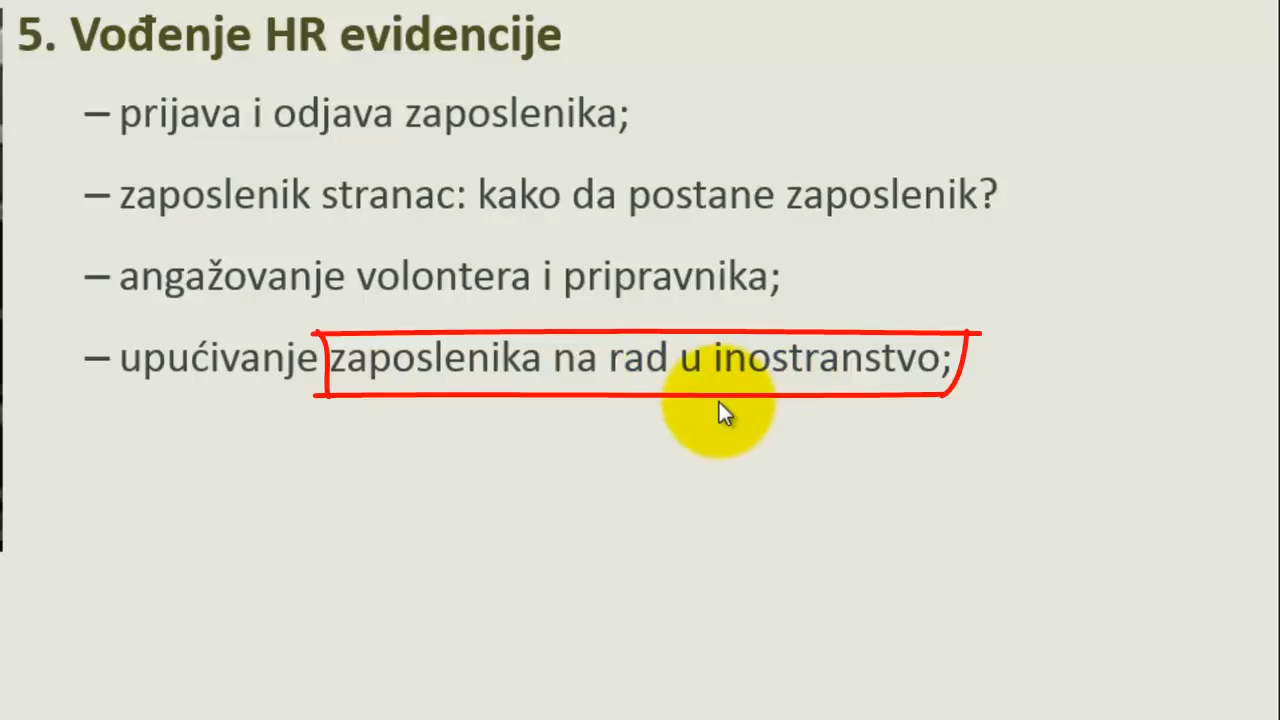 5. Vođenje HR evidencije
– prijava i odjava zaposlenika;
– zaposlenik stranac: kako da postane zaposlenik?
– angažovanje volontera i pripravnika;
– upućivanje zaposlenika na rad u inostranstvo;